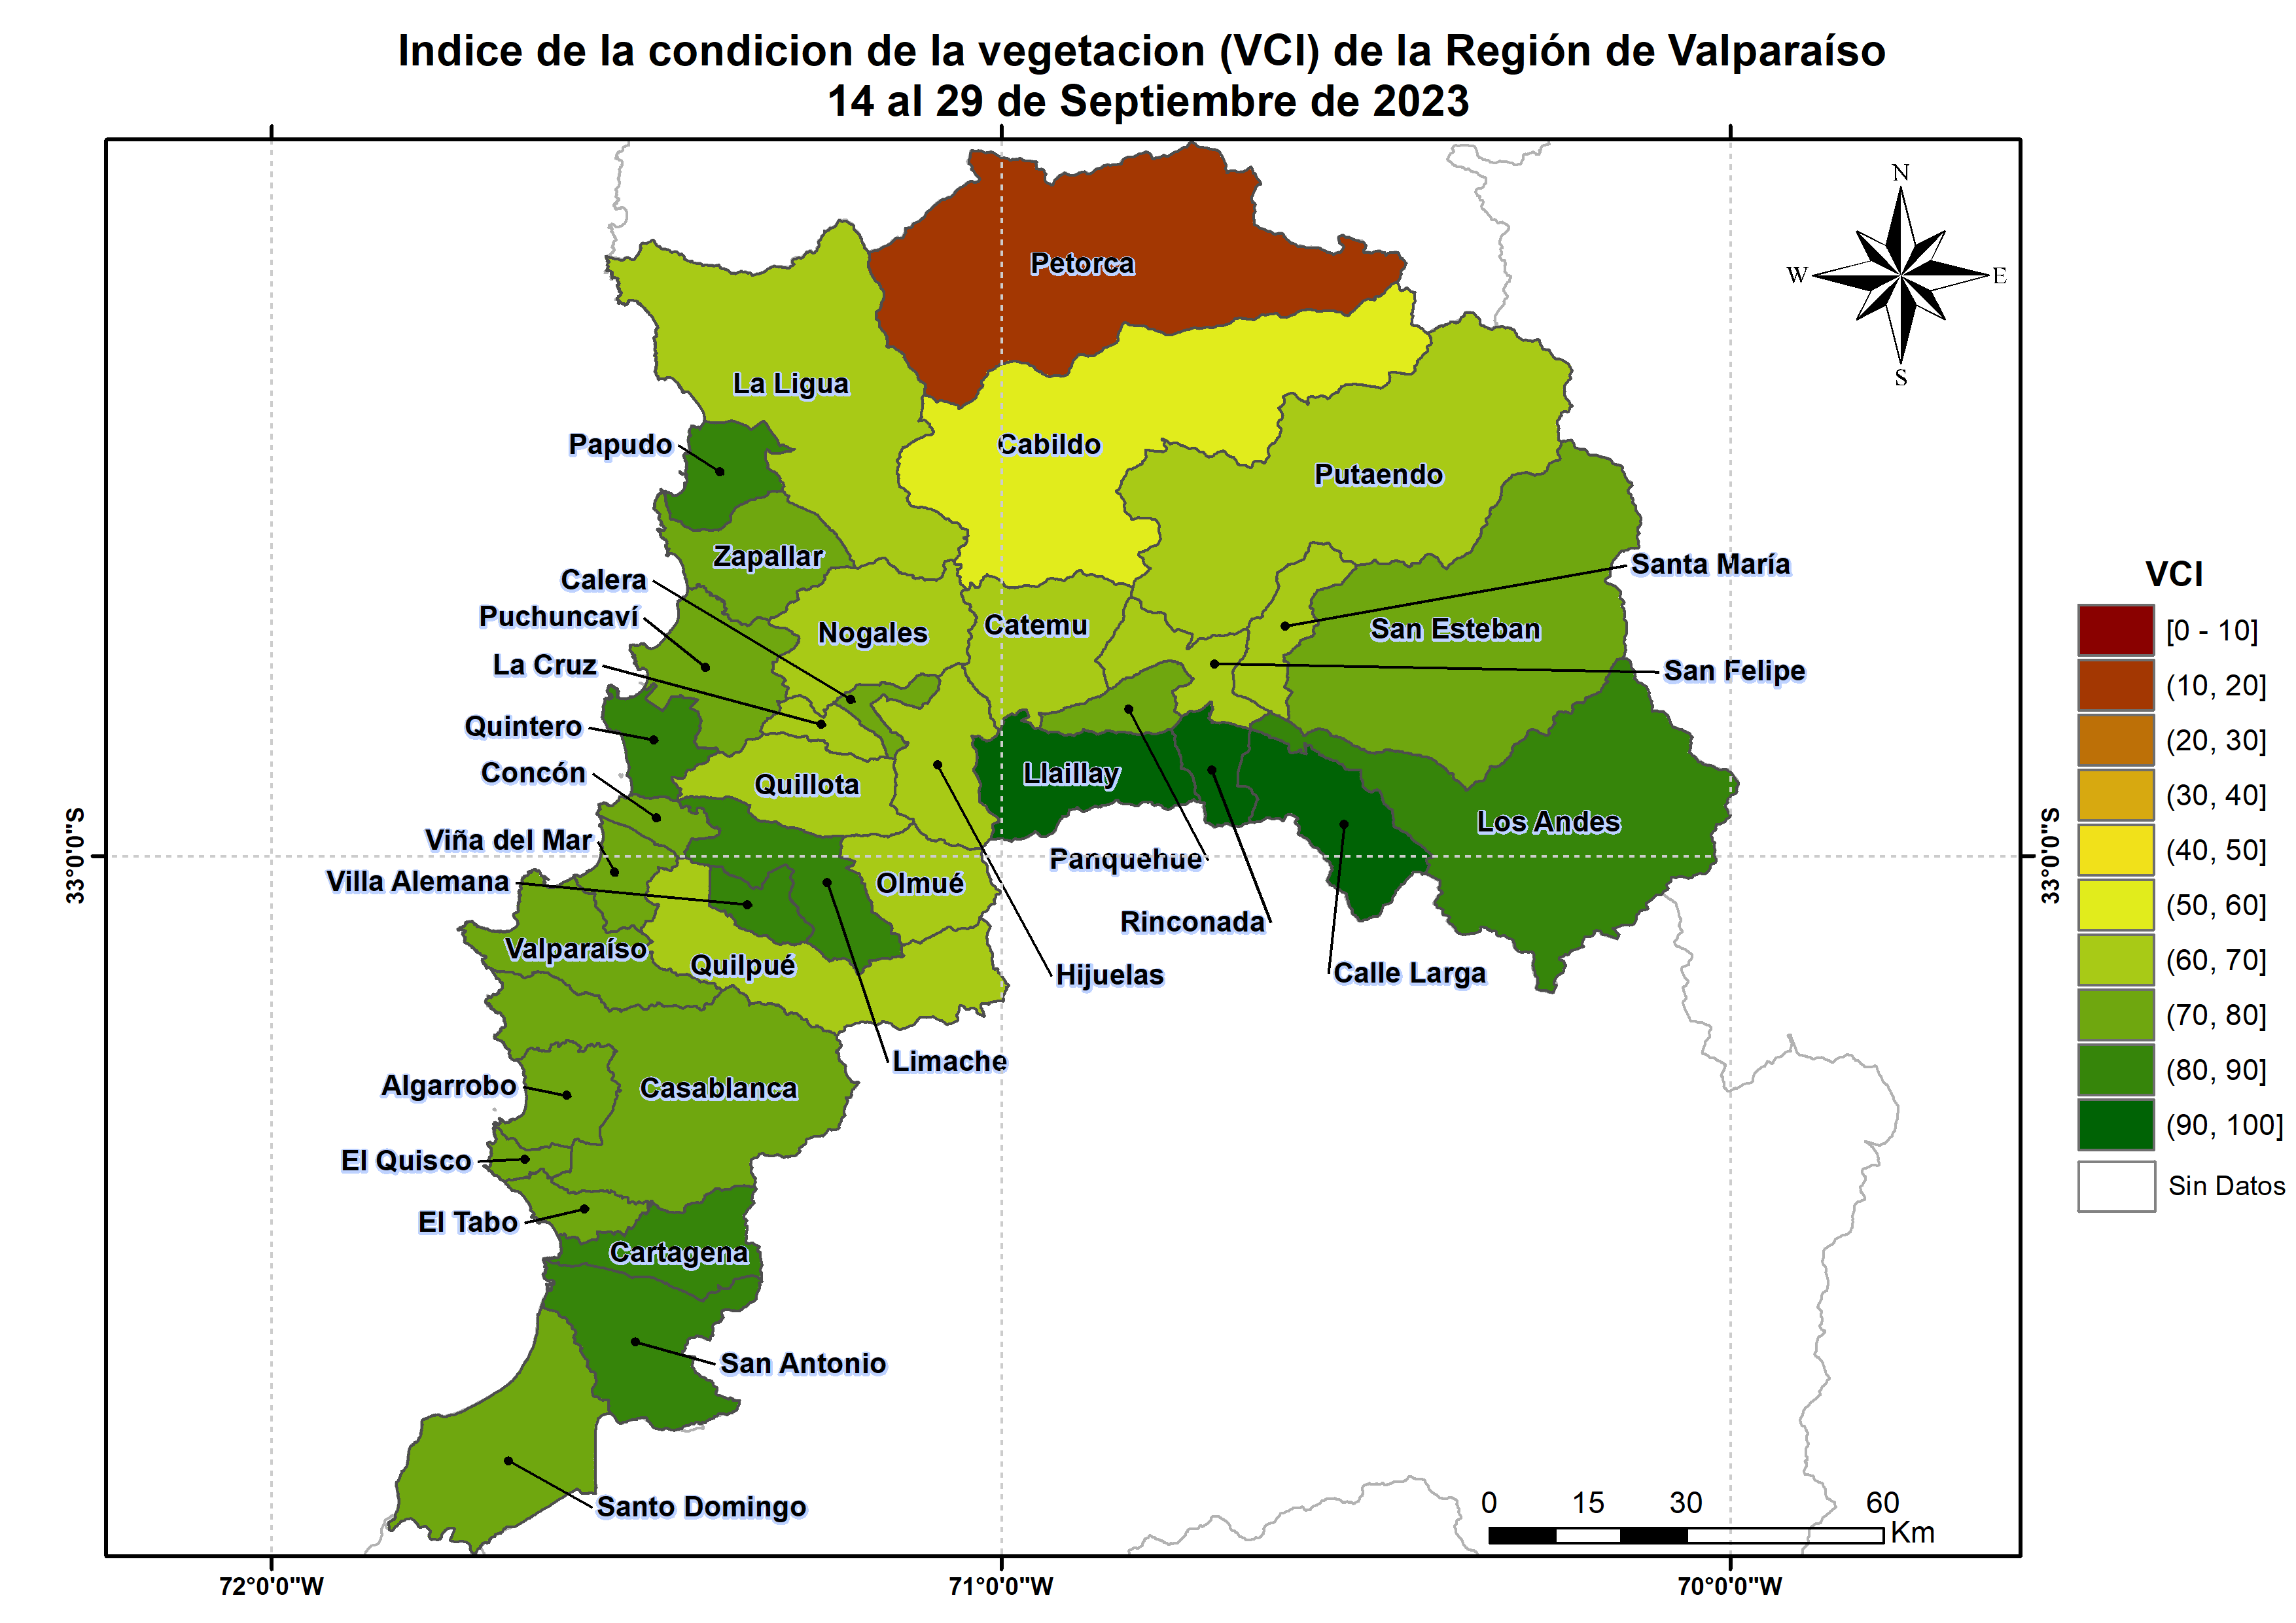 Indice de la condicion de la vegetacion (VCI) de la Región de Valparaíso
14 al 29 de Septiembre de 2023
N
W
E
S
Petorca
La Ligua
Papudo
Cabildo
Putaendo
Zapallar
Calera
Santa María
Puchuncaví
Nogales
Catemu
San Esteban
La Cruz
San Felipe
Quintero
Concón
Quillota
Llaillay
Los Andes
Viña del Mar
Panquehue
Villa Alemana
Olmué
Rinconada
Valparaíso
Quilpué
Hijuelas
Calle Larga
Limache
Algarrobo
Casablanca
El Quisco
El Tabo
Cartagena
San Antonio
Santo Domingo
33°0'0"S
33°0'0"S
VCI
[0 - 10]
(10, 20]
(20, 30]
(30, 40]
(40, 50]
(50, 60]
(60, 70]
(70, 80]
(80, 90]
(90, 100]
Sin Datos
0 15 30 60
Km
72°0'0"W
71°0'0"W
70°0'0"W